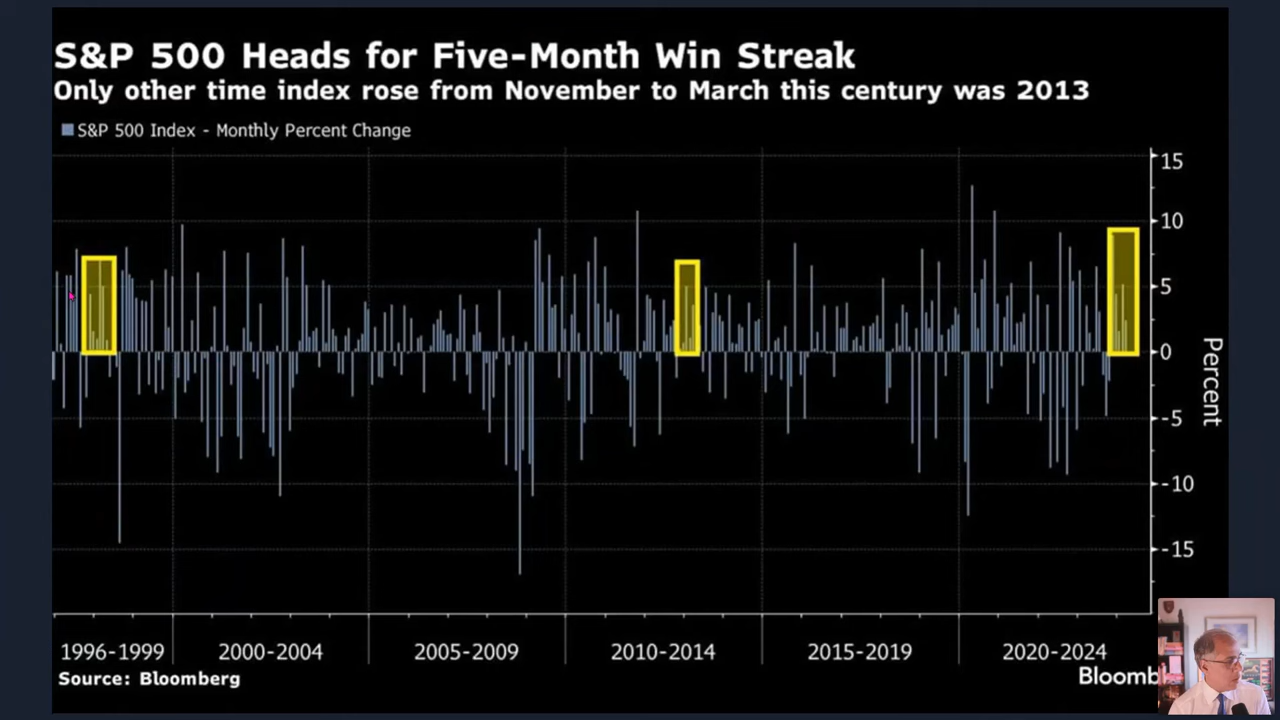 S&P 500 Heads for Five-Month Win Streak
Only other time index rose from November to March this century was 2013
S&P 500 Index - Monthly Percent Change
15
10
5
0
-5
-10
-15
Percent
1996-1999 2000-2004 2005-2009 2010-2014 2015-2019 2020-2024
Source: Bloomberg
Bloomb